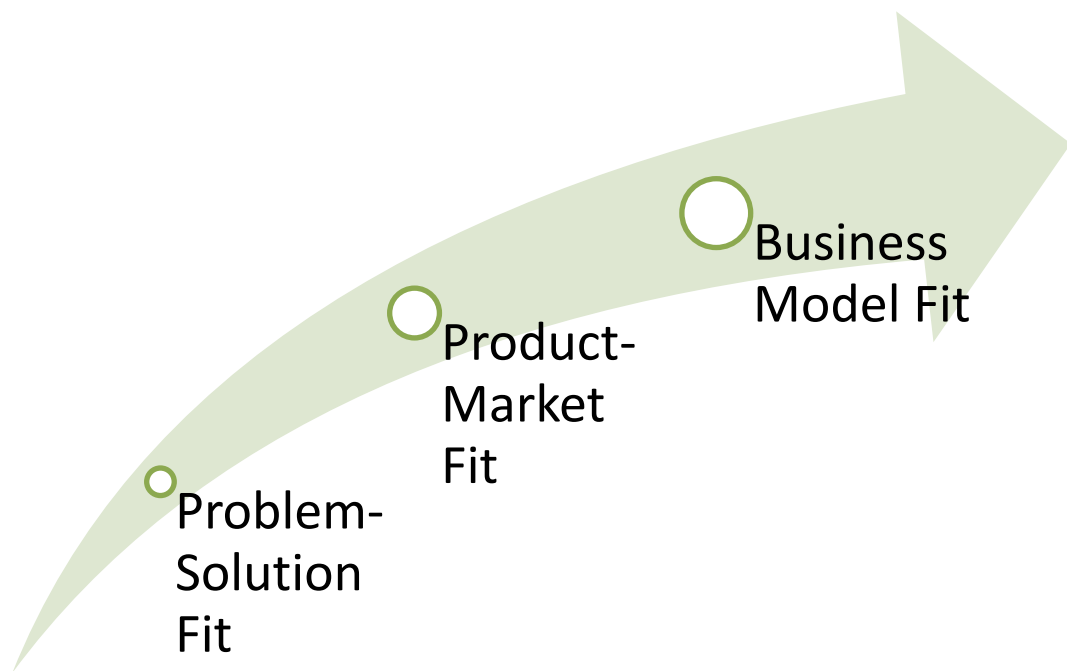 Problem-
Solution
Fit
Product-
Market
Fit
Business
Model Fit